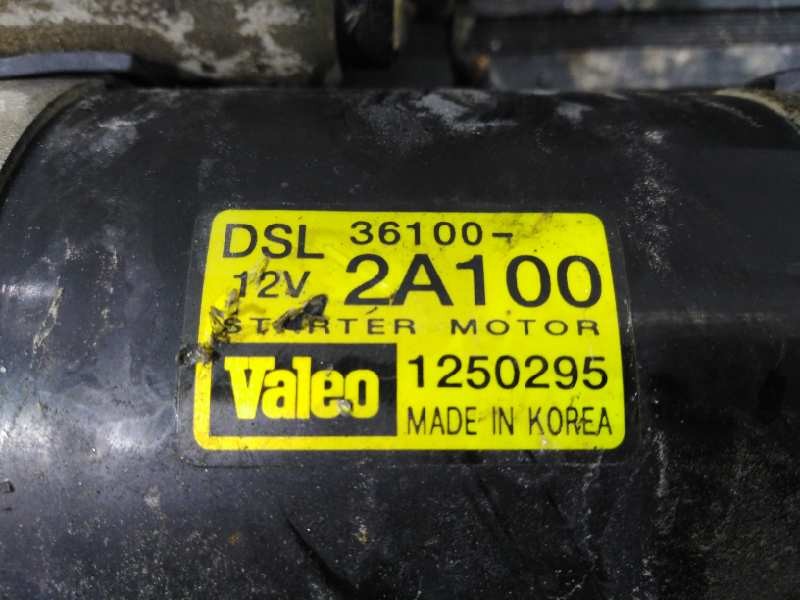 DSL 36100-
12V 2A100
STARTER MOTOR
Valeo 1250295
MADE IN KOREA